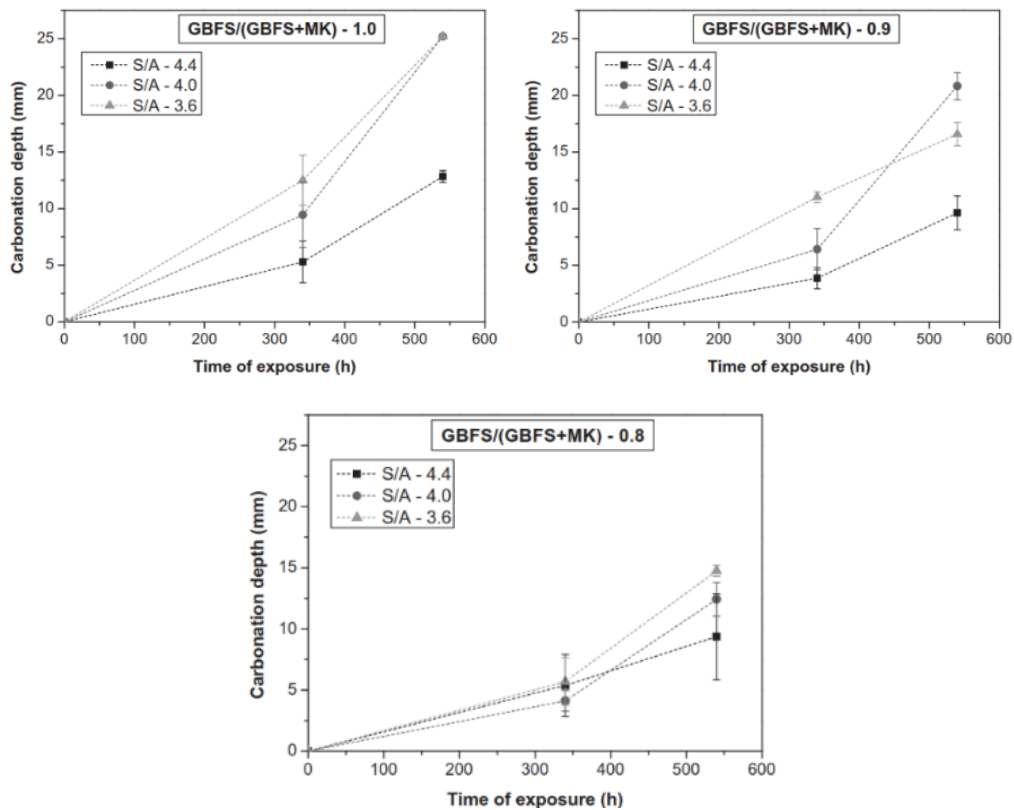 GBFS/(GBFS+MK) - 1.0
S/A - 4.4
S/A - 4.0
S/A - 3.6
Carbonation depth (mm)
25
20
15
10
5
0
0 100 200 300 400 500 600
Time of exposure (h)
GBFS/(GBFS+MK) - 0.9
S/A - 4.4
S/A - 4.0
S/A - 3.6
Carbonation depth (mm)
25
20
15
10
5
0
0 100 200 300 400 500 600
Time of exposure (h)
GBFS/(GBFS+MK) - 0.8
S/A - 4.4
S/A - 4.0
S/A - 3.6
Carbonation depth (mm)
25
20
15
10
5
0
0 100 200 300 400 500 600
Time of exposure (h)